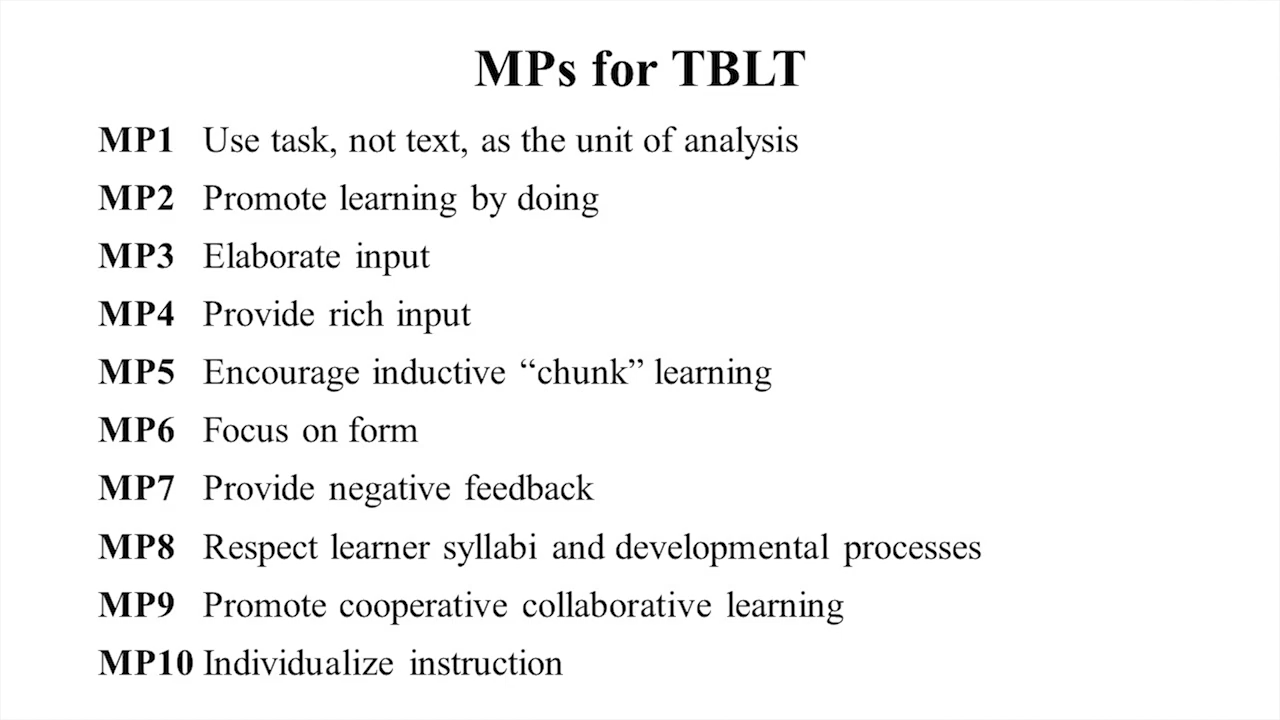 MPs for TBLT
MP1 Use task, not text, as the unit of analysis
MP2 Promote learning by doing
MP3 Elaborate input
MP4 Provide rich input
MP5 Encourage inductive “chunk” learning
MP6 Focus on form
MP7 Provide negative feedback
MP8 Respect learner syllabi and developmental processes
MP9 Promote cooperative collaborative learning
MP10 Individualize instruction